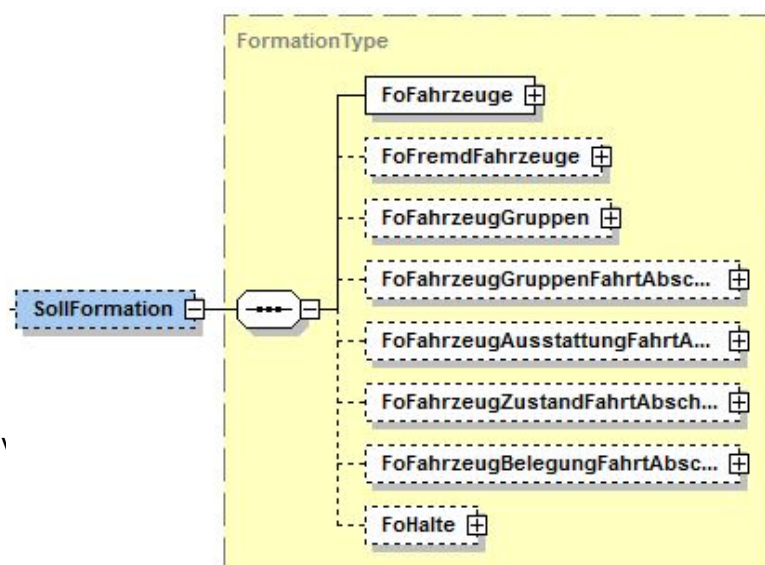 FormationType
FoFahrzeuge
FoFremdFahrzeuge
FoFahrzeugGruppen
FoFahrzeugGruppenFahrtAbsc...
SollFormation
FoFahrzeugAusstattungFahrtA...
FoFahrzeugZustandFahrtAbsch...
FoFahrzeugBelegungFahrtAbsc...
FoHalte